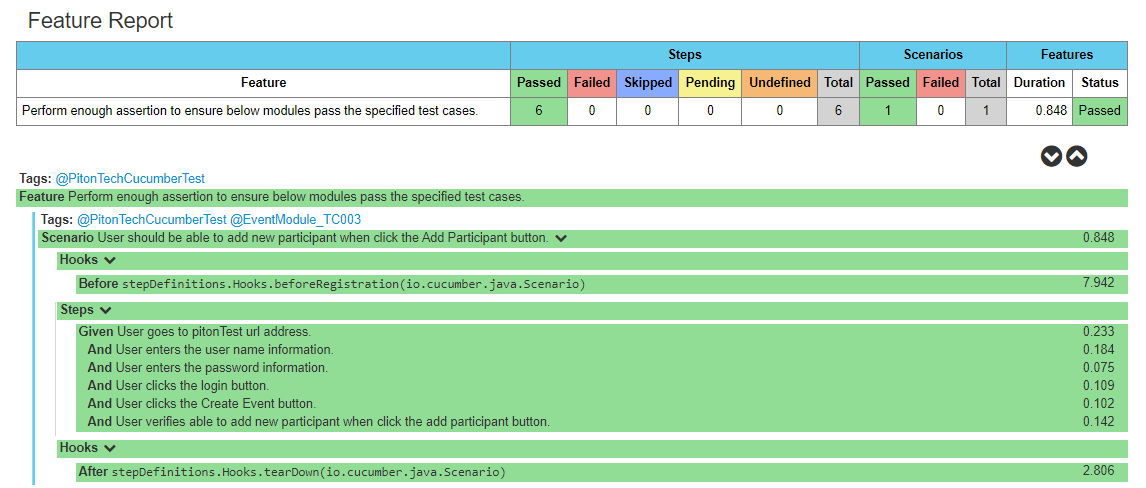 Feature Report
Steps Scenarios Features
Feature Passed Failed Skipped Pending Undefined Total Passed Failed Total Duration Status
Perform enough assertion to ensure below modules pass the specified test cases. 6 0 0 0 0 6 1 0 1 0.848 Passed
Tags: @PitonTechCucumberTest
Feature Perform enough assertion to ensure below modules pass the specified test cases.
Tags: @PitonTechCucumberTest @EventModule_TC003
Scenario User should be able to add new participant when click the Add Participant button. 0.848
Hooks
Before stepDefinitions.Hooks.beforeRegistration(io.cucumber.java.Scenario) 7.942
Steps
Given User goes to pitonTest url address. 0.233
And User enters the user name information. 0.184
And User enters the password information. 0.075
And User clicks the login button. 0.109
And User clicks the Create Event button. 0.102
And User verifies able to add new participant when click the add participant button. 0.142
Hooks
After stepDefinitions.Hooks.tearDown(io.cucumber.java.Scenario) 2.806